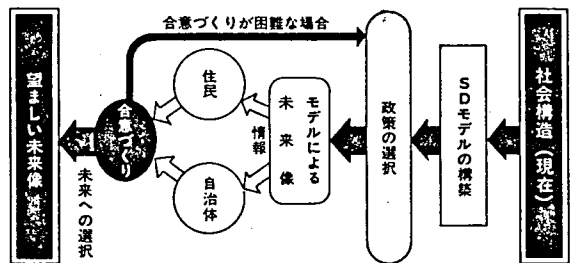 合意づくりが困難な場合
社会構造（現在）
SDモデルの構築
政策の選択
モデルによる
未来像
情報
住民
自治体
合意づくり
未来への選択
望ましい未来像